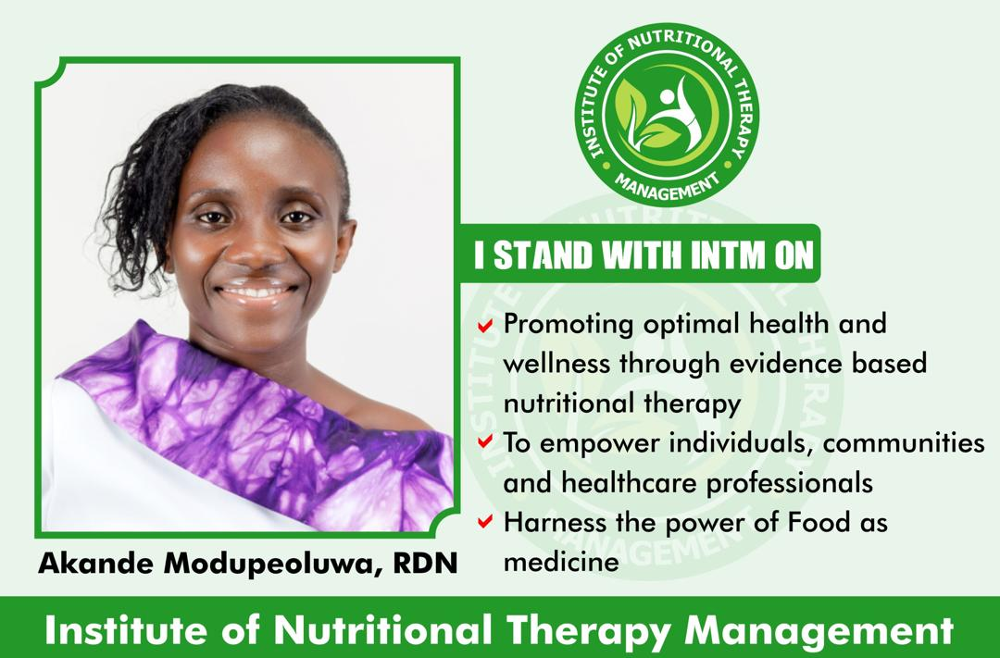 INSTITUTE OF NUTRITIONAL THERAPY
MANAGEMENT
I STAND WITH INTM ON
Promoting optimal health and
wellness through evidence based
nutritional therapy
To empower individuals, communities
and healthcare professionals
Harness the power of Food as
medicine
Akande Modupeoluwa, RDN
Institute of Nutritional Therapy Management